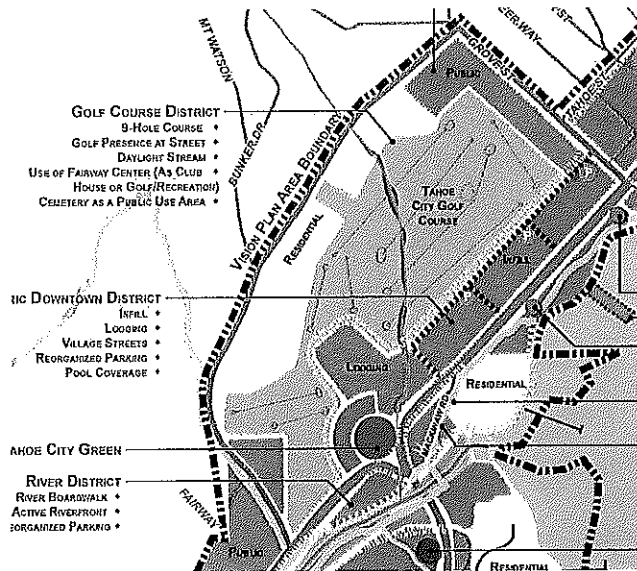 MT WATSON
GROVE ST
PUBLIC
GOLF COURSE DISTRICT
9-HOLE COURSE
GOLF PRESENCE AT STREET
DAYLIGHT STREAM
USE OF FAIRWAY CENTER (AS CLUB
HOUSE OR GOLF/RECREATION)
CEMETERY AS A PUBLIC USE AREA
BUNKER DR
VISION PLAN AREA BOUNDARY
RESIDENTIAL
TAHOE
CITY GOLF
COURSE
INFILL
RIC DOWNTOWN DISTRICT
INFILL
LODGING
VILLAGE STREETS
REORGANIZED PARKING
POOL COVERAGE
LODGING
RESIDENTIAL
AHOE CITY GREEN
RIVER DISTRICT
RIVER BOARDWALK
ACTIVE RIVERFRONT
EORGANIZED PARKING
FAIRWAY
PUBLIC
RESIDENTIAL